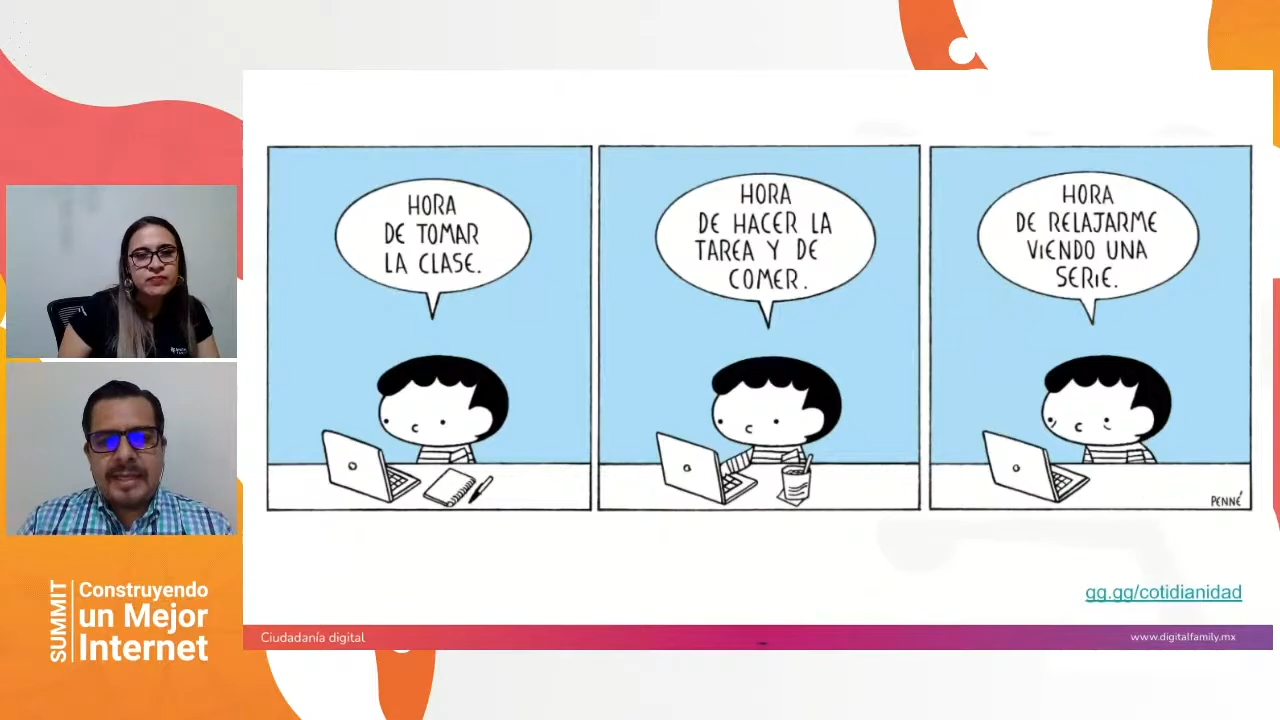 HORA
DE TOMAR
LA CLASE.
HORA
DE HACER LA
TAREA Y DE
COMER.
HORA
DE RELAJARME
VIENDO UNA
SERIE.
PENNÉ
gg.gg/cotidianidad
Ciudadanía digital
www.digitalfamily.mx
SUMMIT
Construyendo
un Mejor
Internet